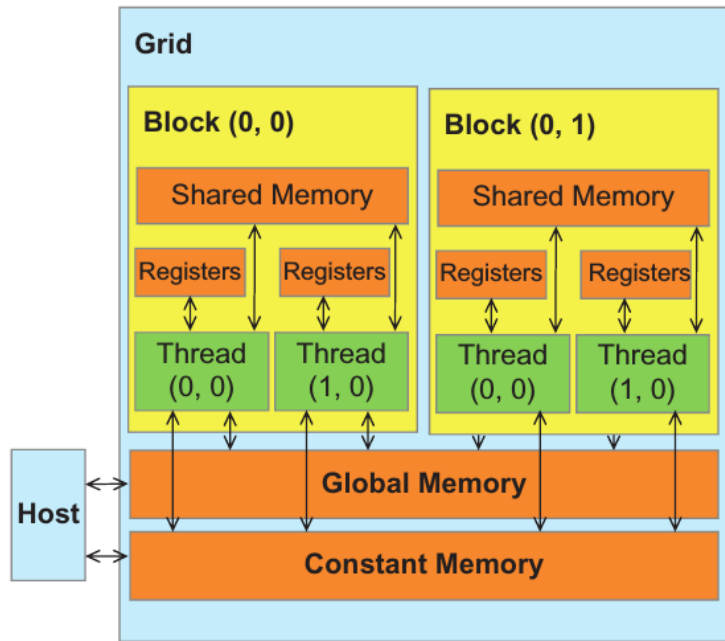 Grid
Block (0, 0)
Shared Memory
Registers
Registers
Thread
(0, 0)
Thread
(1, 0)
Block (0, 1)
Shared Memory
Registers
Registers
Thread
(0, 0)
Thread
(1, 0)
Host
Global Memory
Constant Memory